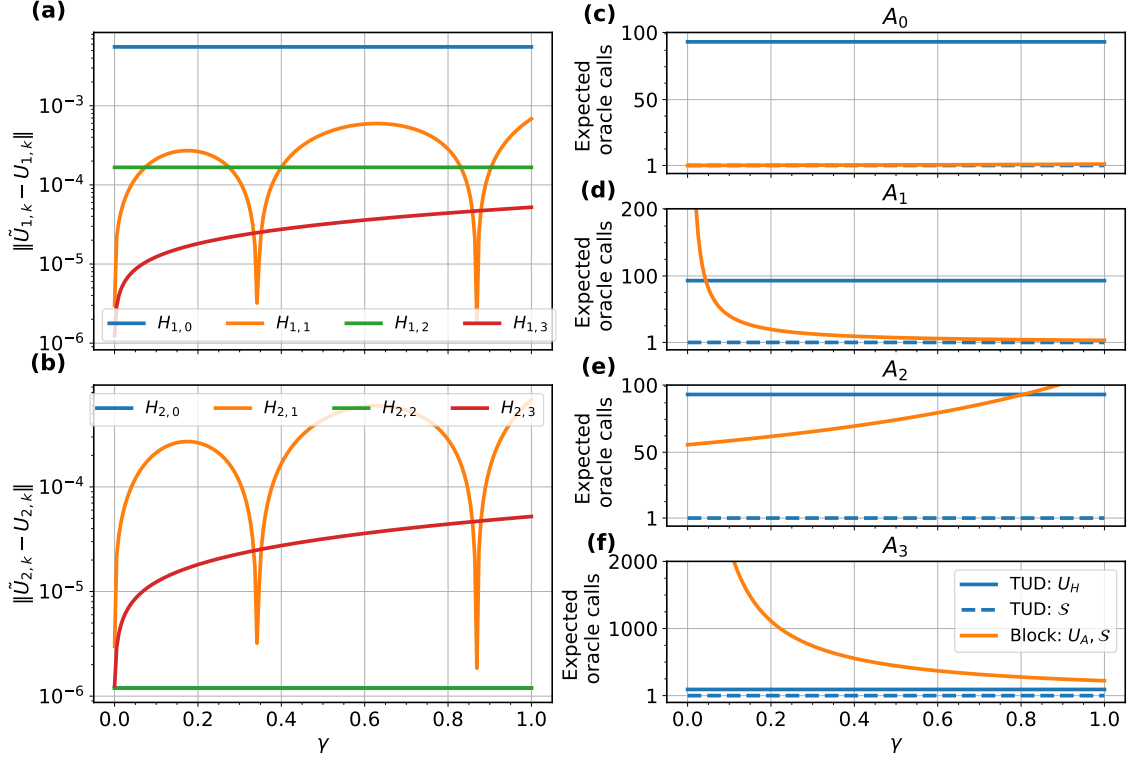 (a)
‖Ũ₁,ₖ − U₁,ₖ‖
10⁻³
10⁻⁴
10⁻⁵
10⁻⁶
H₁,₀ H₁,₁ H₁,₂ H₁,₃
(b)
‖Ũ₂,ₖ − U₂,ₖ‖
10⁻⁴
10⁻⁵
10⁻⁶
H₂,₀ H₂,₁ H₂,₂ H₂,₃
0.0 0.2 0.4 0.6 0.8 1.0
γ
(c)
A₀
Expected
oracle calls
100
50
1
(d)
A₁
Expected
oracle calls
200
100
1
(e)
A₂
Expected
oracle calls
100
50
1
(f)
A₃
Expected
oracle calls
2000
1000
1
TUD: U_H
TUD: 𝒮
Block: U_A, 𝒮
0.0 0.2 0.4 0.6 0.8 1.0
γ